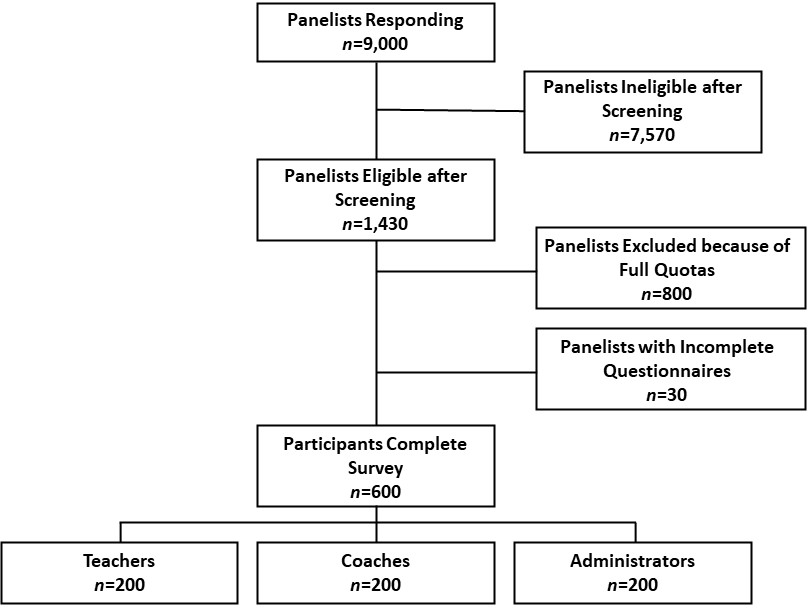 Panelists Responding
n=9,000
Panelists Ineligible after
Screening
n=7,570
Panelists Eligible after
Screening
n=1,430
Panelists Excluded because of
Full Quotas
n=800
Panelists with Incomplete
Questionnaires
n=30
Participants Complete
Survey
n=600
Teachers
n=200
Coaches
n=200
Administrators
n=200